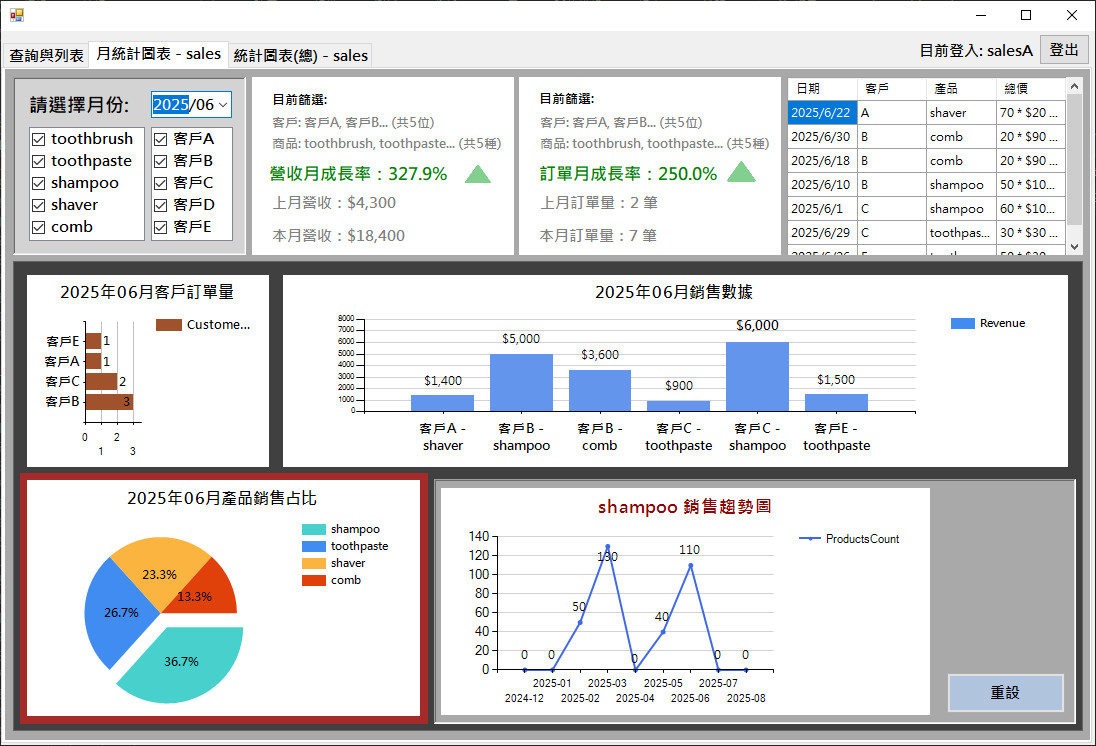 查詢與列表 月統計圖表 - sales 統計圖表(總) - sales
目前登入: salesA 登出
請選擇月份: 2025/06
toothbrush
toothpaste
shampoo
shaver
comb
客戶A
客戶B
客戶C
客戶D
客戶E
目前篩選:
客戶: 客戶A, 客戶B... (共5位)
商品: toothbrush, toothpaste... (共5種)
營收月成長率：327.9%
上月營收：$4,300
本月營收：$18,400
目前篩選:
客戶: 客戶A, 客戶B... (共5位)
商品: toothbrush, toothpaste... (共5種)
訂單月成長率：250.0%
上月訂單量：2 筆
本月訂單量：7 筆
日期 客戶 產品 總價
2025/6/22 A shaver 70 * $20 ...
2025/6/30 B comb 20 * $90 ...
2025/6/18 B comb 20 * $90 ...
2025/6/10 B shampoo 50 * $10...
2025/6/1 C shampoo 60 * $10...
2025/6/29 C toothpas... 30 * $30 ...
2025年06月客戶訂單量
Custome...
客戶E 1
客戶A 1
客戶C 2
客戶B 3
0 2
1 3
2025年06月銷售數據
Revenue
8000
7000
6000
5000
4000
3000
2000
1000
0
$1,400
$5,000
$3,600
$900
$6,000
$1,500
客戶A - shaver
客戶B - shampoo
客戶B - comb
客戶C - toothpaste
客戶C - shampoo
客戶E - toothpaste
2025年06月產品銷售占比
shampoo
toothpaste
shaver
comb
23.3%
13.3%
26.7%
36.7%
shampoo 銷售趨勢圖
ProductsCount
140
120
100
80
60
40
20
0
0 0 50 130 0 40 110 0 0
2025-01 2025-03 2025-05 2025-07
2024-12 2025-02 2025-04 2025-06 2025-08
重設